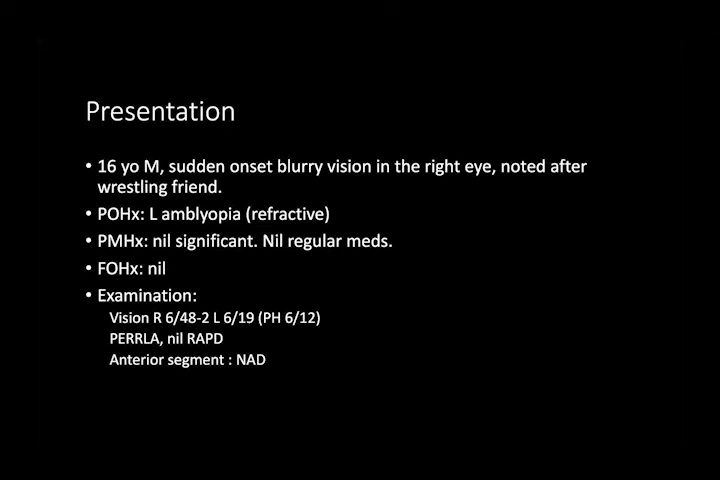 Presentation
• 16 yo M, sudden onset blurry vision in the right eye, noted after
wrestling friend.
• POHx: L amblyopia (refractive)
• PMHx: nil significant. Nil regular meds.
• FOHx: nil
• Examination:
Vision R 6/48-2 L 6/19 (PH 6/12)
PERRLA, nil RAPD
Anterior segment : NAD